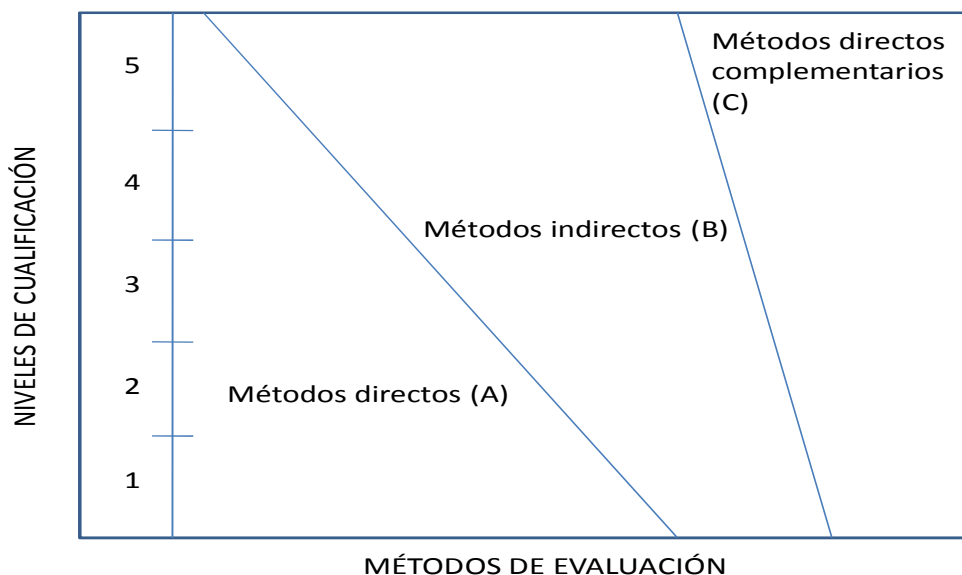 Métodos directos
complementarios
(C)
5
4
Métodos indirectos (B)
3
Métodos directos (A)
2
1
NIVELES DE CUALIFICACIÓN
MÉTODOS DE EVALUACIÓN